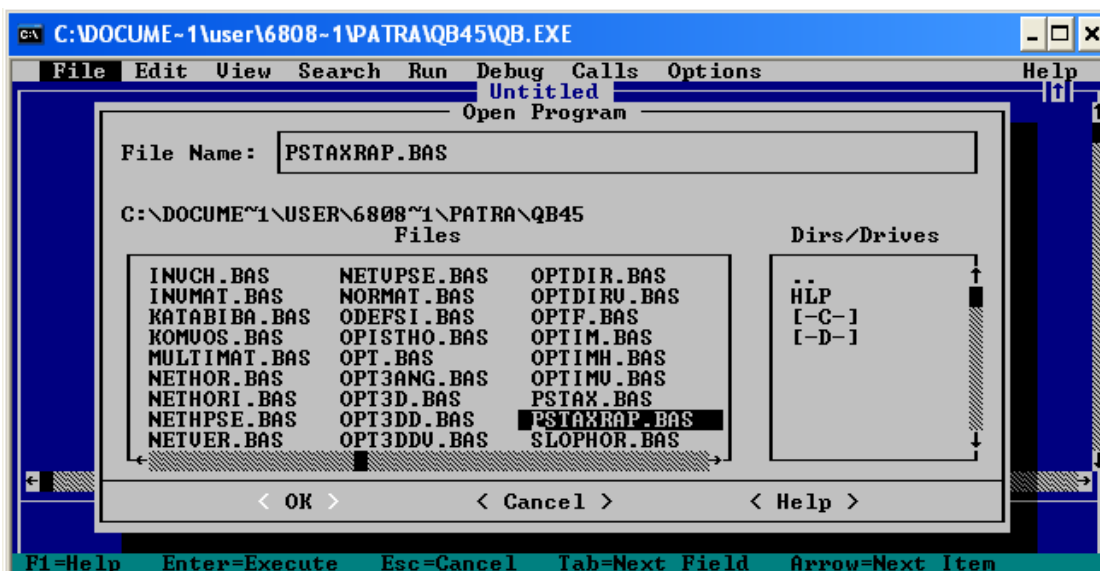 C:\DOCUME~1\user\6808~1\PATRA\QB45\QB.EXE
File Edit View Search Run Debug Calls Options Help
Untitled
Open Program
File Name: PSTAXRAP.BAS
C:\DOCUME~1\USER\6808~1\PATRA\QB45
Files Dirs/Drives
INVCH.BAS NETVPSE.BAS OPTDIR.BAS ..
INVMAT.BAS NORMAT.BAS OPTDIRV.BAS HLP
KATABIBA.BAS ODEFSI.BAS OPTF.BAS [-C-]
KOMVOS.BAS OPISTHO.BAS OPTIM.BAS [-D-]
MULTIMAT.BAS OPT.BAS OPTIMH.BAS
NETHOR.BAS OPT3ANG.BAS OPTIMV.BAS
NETHORI.BAS OPT3D.BAS PSTAX.BAS
NETHPSE.BAS OPT3DD.BAS PSTAXRAP.BAS
NETVER.BAS OPT3DDV.BAS SLOPHOR.BAS
< OK > < Cancel > < Help >
F1=Help Enter=Execute Esc=Cancel Tab=Next Field Arrow=Next Item